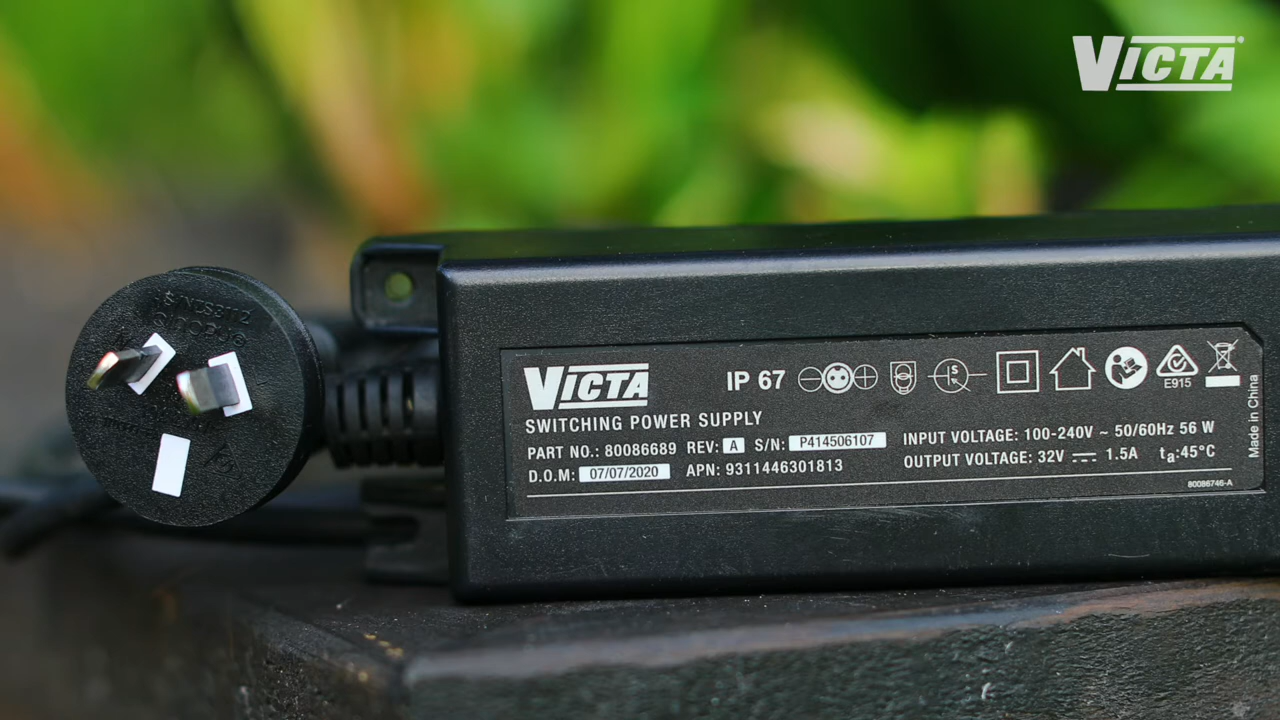 VICTA
VICTA
IP 67
S
E915
SWITCHING POWER SUPPLY
PART NO.: 80086689 REV: A S/N: P414506107
D.O.M: 07/07/2020 APN: 9311446301813
INPUT VOLTAGE: 100-240V ~ 50/60Hz 56 W
OUTPUT VOLTAGE: 32V ⎓ 1.5A ta:45°C
80086746-A
Made in China